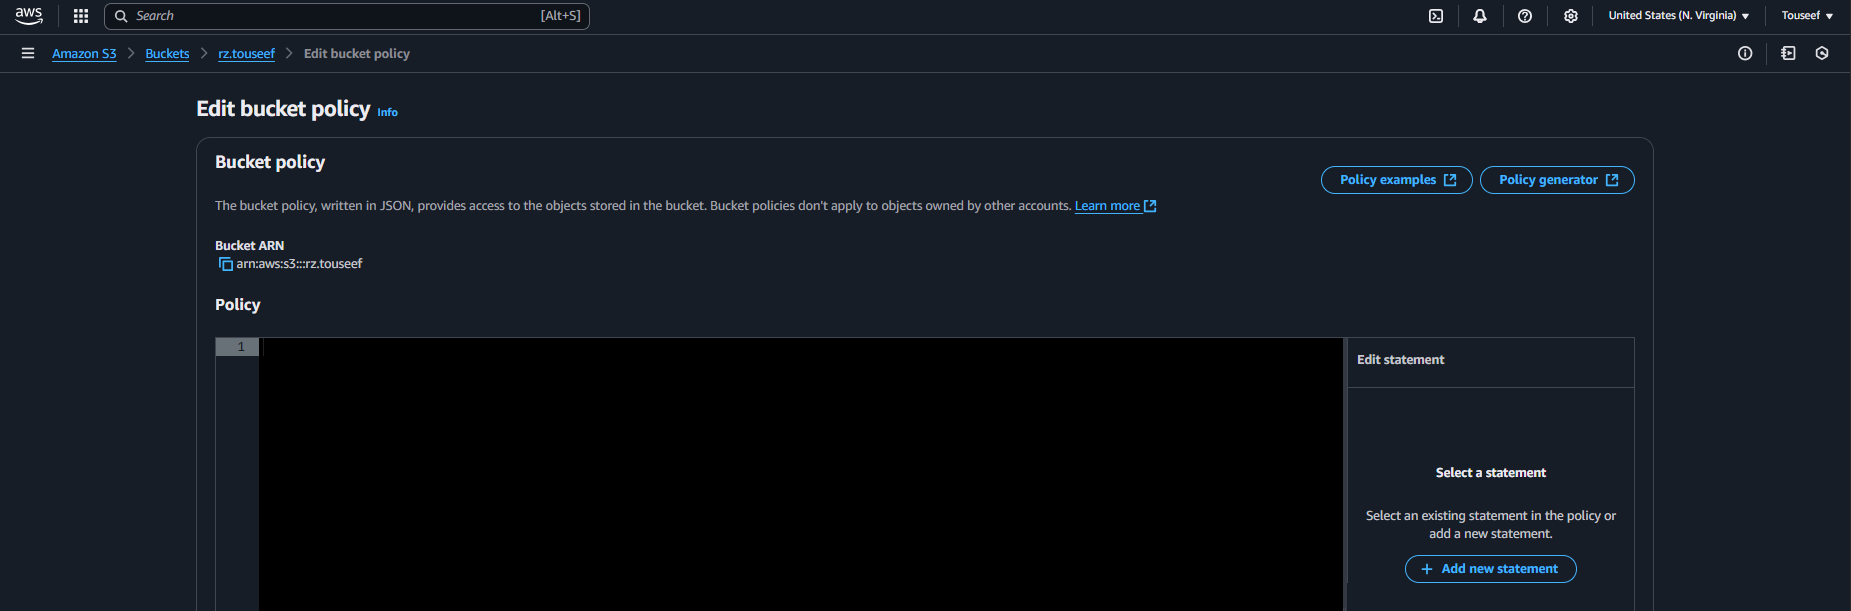 aws
Search [Alt+S]
United States (N. Virginia)
Touseef
Amazon S3 > Buckets > rz.touseef > Edit bucket policy
Edit bucket policy Info
Bucket policy
Policy examples
Policy generator
The bucket policy, written in JSON, provides access to the objects stored in the bucket. Bucket policies don't apply to objects owned by other accounts. Learn more
Bucket ARN
arn:aws:s3:::rz.touseef
Policy
1
Edit statement
Select a statement
Select an existing statement in the policy or
add a new statement.
+ Add new statement